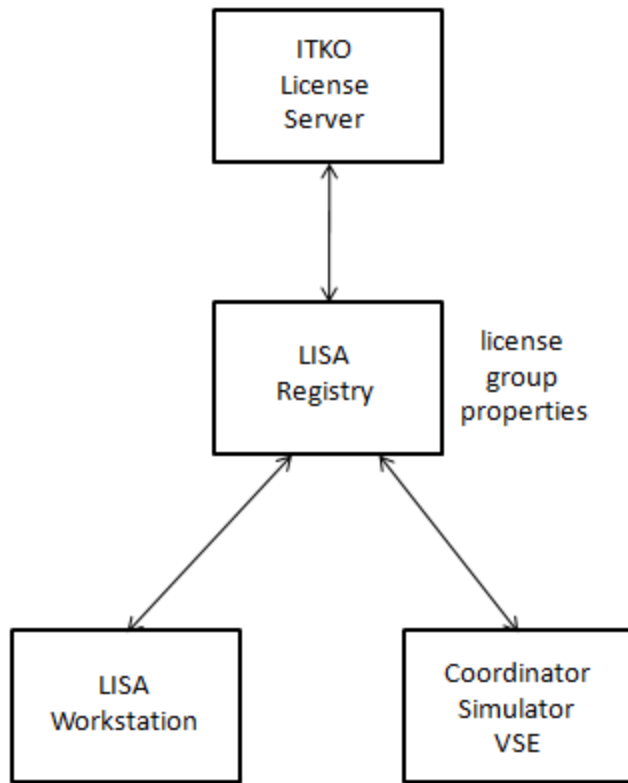 ITKO
License
Server
LISA
Registry
license
group
properties
LISA
Workstation
Coordinator
Simulator
VSE